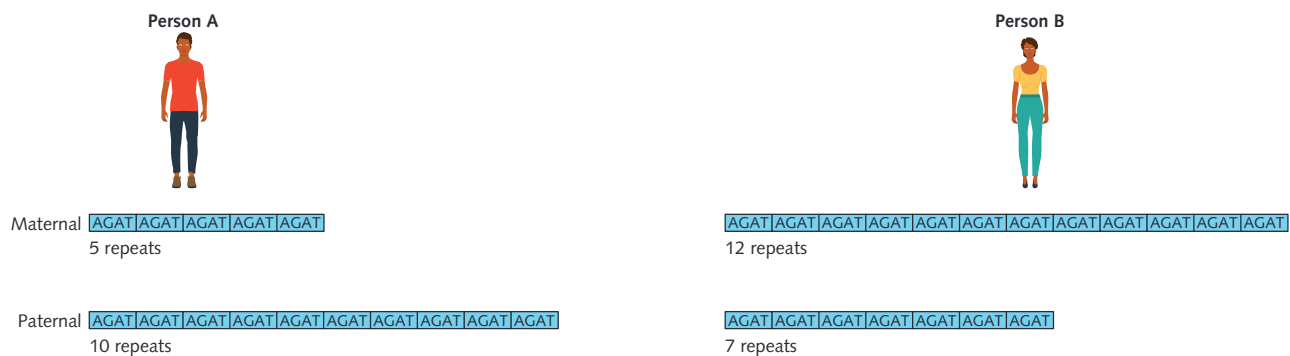 Person A Person B
Maternal AGAT AGAT AGAT AGAT AGAT AGAT AGAT AGAT AGAT AGAT AGAT AGAT AGAT AGAT AGAT AGAT AGAT
5 repeats 12 repeats
Paternal AGAT AGAT AGAT AGAT AGAT AGAT AGAT AGAT AGAT AGAT AGAT AGAT AGAT AGAT AGAT AGAT AGAT
10 repeats 7 repeats